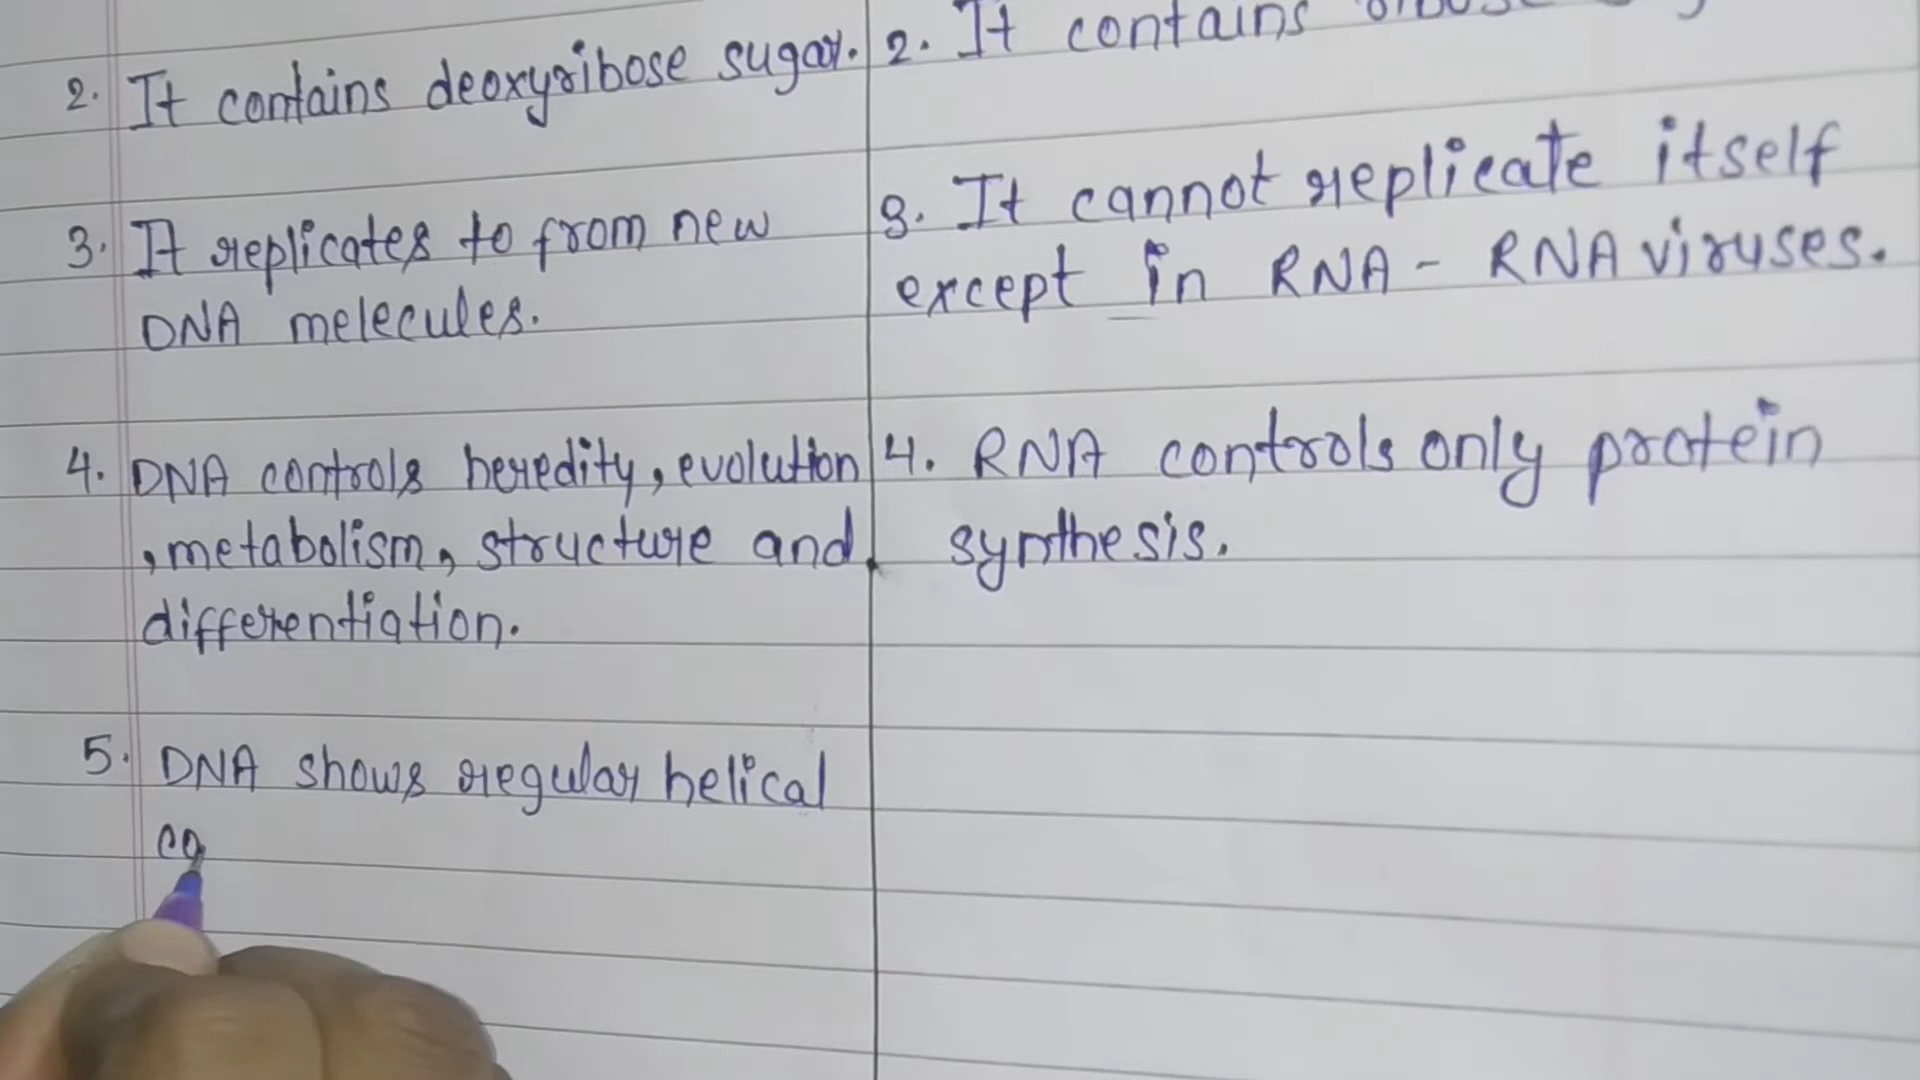 2. It contains deoxyribose sugar.
3. It replicates to from new
DNA melecules.
4. DNA controls heredity, evolution
, metabolism, structure and
differentiation.
5. DNA shows regular helical
2. It contains
3. It cannot replicate itself
except in RNA - RNA viruses.
4. RNA controls only protein
synthesis.